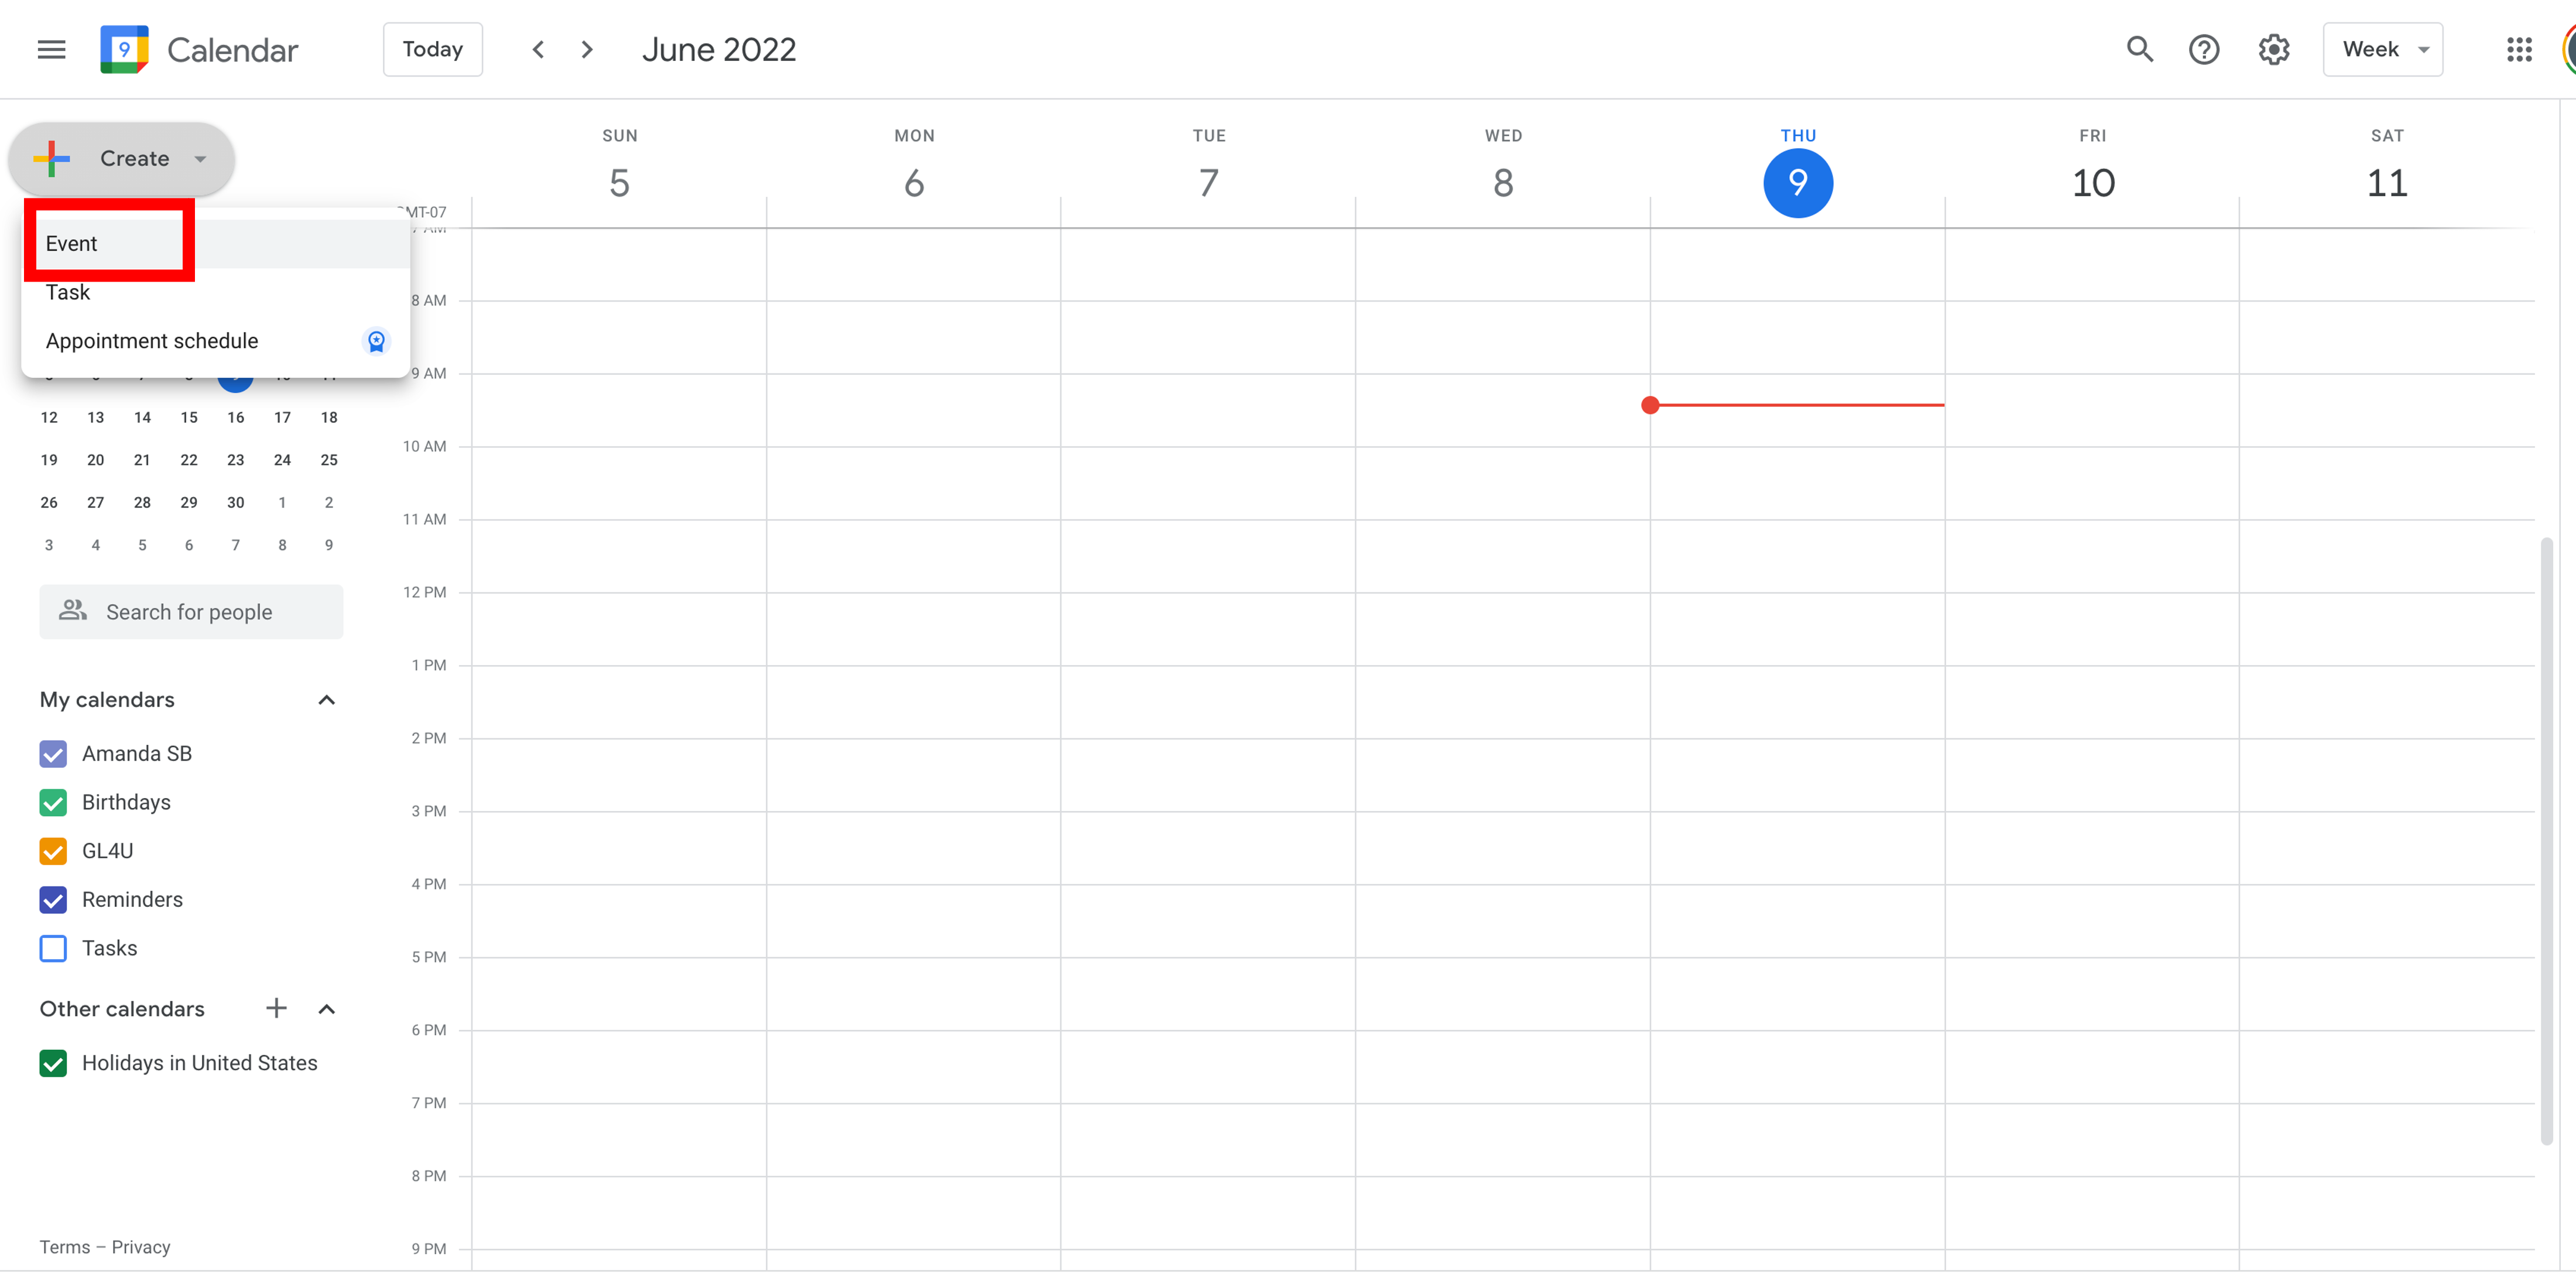 9 Calendar Today June 2022 Week
Create
SUN MON TUE WED THU FRI SAT
5 6 7 8 9 10 11
GMT-07
7 AM
Event
Task
Appointment schedule
8 AM
9 AM
12 13 14 15 16 17 18
10 AM
19 20 21 22 23 24 25
26 27 28 29 30 1 2
11 AM
3 4 5 6 7 8 9
12 PM
Search for people
1 PM
My calendars
2 PM
Amanda SB
Birthdays
3 PM
GL4U
4 PM
Reminders
Tasks
5 PM
Other calendars
6 PM
Holidays in United States
7 PM
8 PM
Terms – Privacy
9 PM